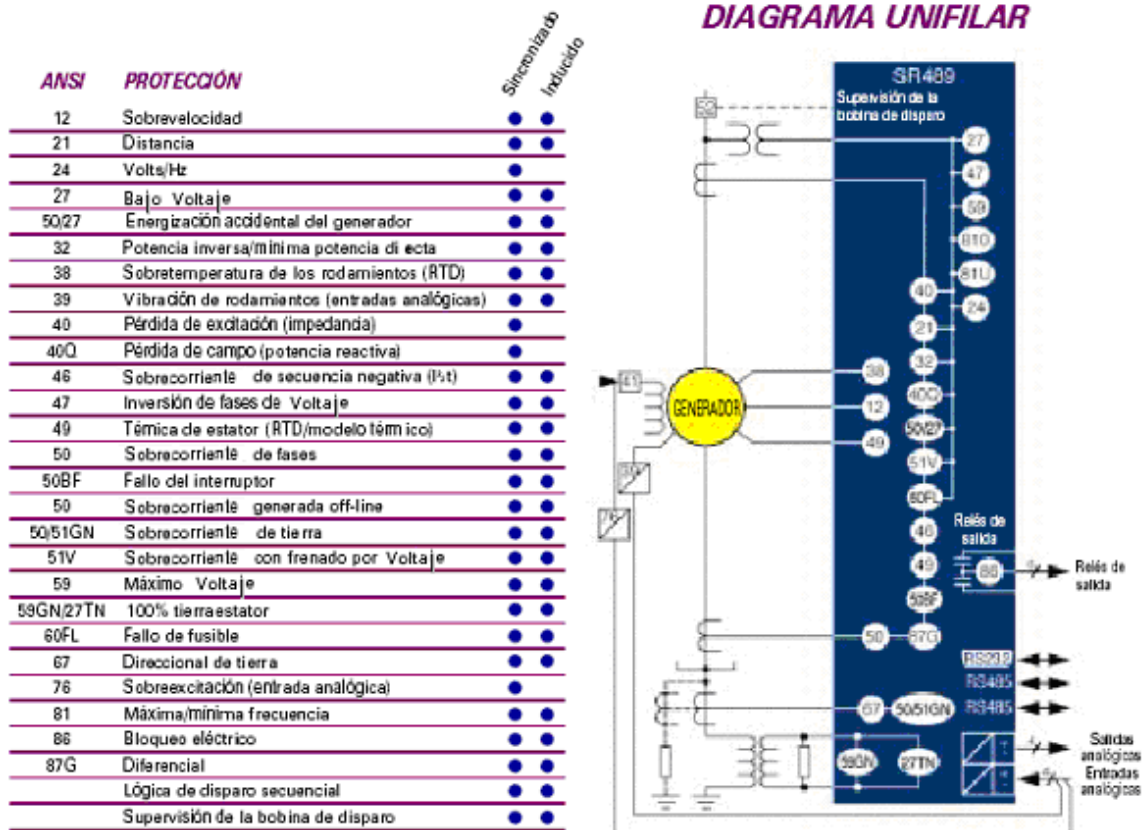 DIAGRAMA UNIFILAR
ANSI PROTECCIÓN Sincronizado Inducido
12 Sobrevelocidad
21 Distancia
24 Volts/Hz
27 Bajo Voltaje
50/27 Energización accidental del generador
32 Potencia inversa/mínima potencia di ecta
38 Sobretemperatura de los rodamientos (RTD)
39 Vibración de rodamientos (entradas analógicas)
40 Pérdida de excitación (impedancia)
40Q Pérdida de campo (potencia reactiva)
46 Sobrecorriente de secuencia negativa (I²t)
47 Inversión de fases de Voltaje
49 Térmica de estator (RTD/modelo térmico)
50 Sobrecorriente de fases
50BF Fallo del interruptor
50 Sobrecorriente generada off-line
50/51GN Sobrecorriente de tierra
51V Sobrecorriente con frenado por Voltaje
59 Máximo Voltaje
59GN/27TN 100% tierra estator
60FL Fallo de fusible
67 Direccional de tierra
76 Sobreexcitación (entrada analógica)
81 Máxima/mínima frecuencia
86 Bloqueo eléctrico
87G Diferencial
Lógica de disparo secuencial
Supervisión de la bobina de disparo
SR489
52
Supervisión de la
bobina de disparo
27
47
59
81O
81U
24
40
21
32
40Q
50/27
51V
60FL
46
49
50BF
87G
50
41
GENERADOR
38
12
49
76
Relés de
salida
86
Relés de
salida
RS232
RS485
RS485
67
50/51GN
59GN
27TN
Salidas
analógicas
Entradas
analógicas